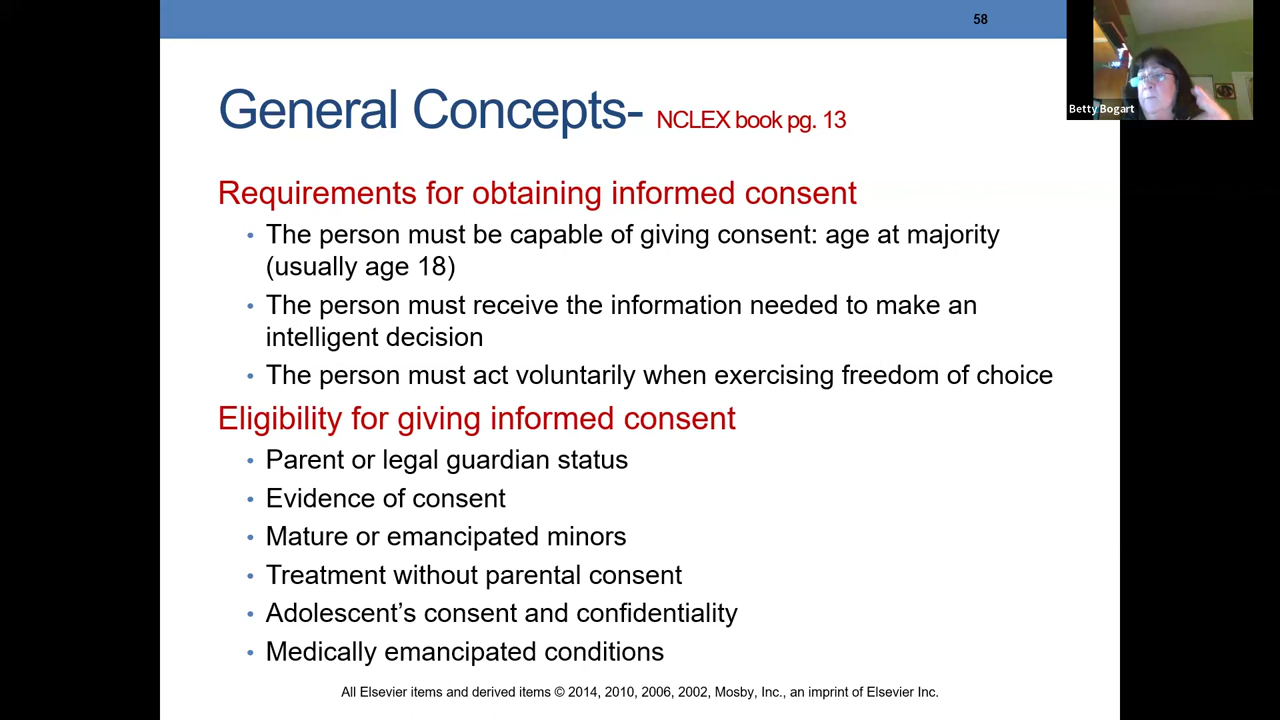 58
Betty Bogart
General Concepts- NCLEX book pg. 13
Requirements for obtaining informed consent
• The person must be capable of giving consent: age at majority
(usually age 18)
• The person must receive the information needed to make an
intelligent decision
• The person must act voluntarily when exercising freedom of choice
Eligibility for giving informed consent
• Parent or legal guardian status
• Evidence of consent
• Mature or emancipated minors
• Treatment without parental consent
• Adolescent’s consent and confidentiality
• Medically emancipated conditions
All Elsevier items and derived items © 2014, 2010, 2006, 2002, Mosby, Inc., an imprint of Elsevier Inc.